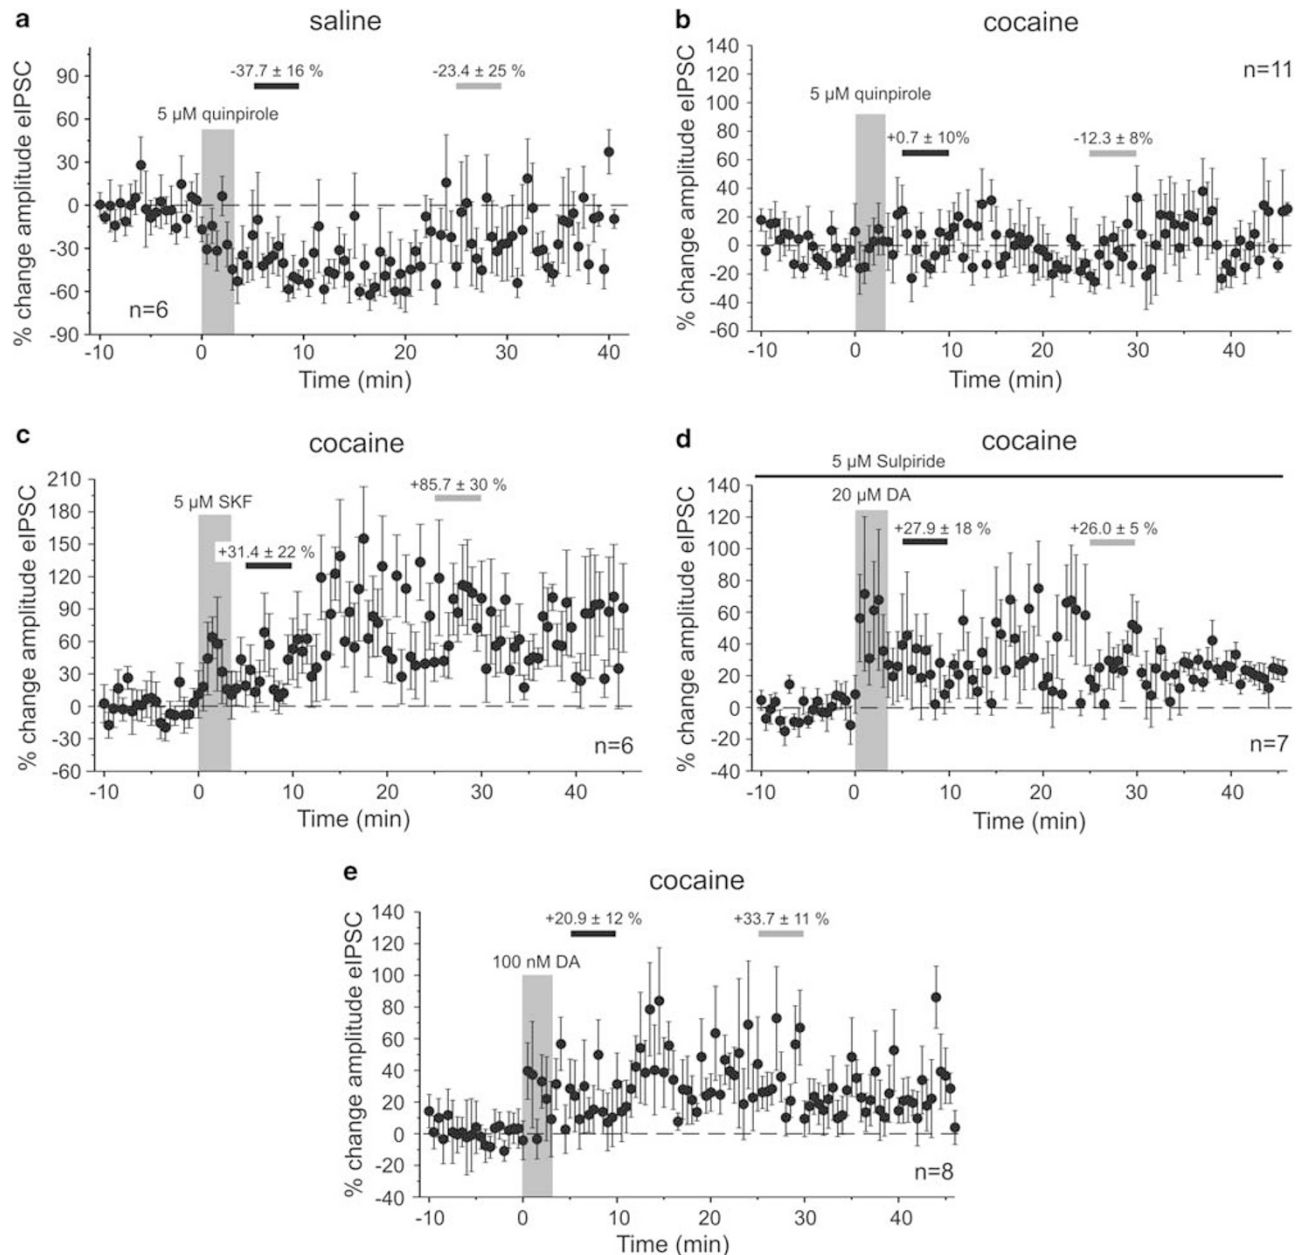 a
saline
% change amplitude eIPSC
90
60
30
0
-30
-60
-90
-37.7 ± 16 %
-23.4 ± 25 %
5 µM quinpirole
n=6
-10 0 10 20 30 40
Time (min)
b
cocaine
% change amplitude eIPSC
140
120
100
80
60
40
20
0
-20
-40
-60
n=11
5 µM quinpirole
+0.7 ± 10%
-12.3 ± 8%
-10 0 10 20 30 40
Time (min)
c
cocaine
% change amplitude eIPSC
210
180
150
120
90
60
30
0
-30
-60
+85.7 ± 30 %
5 µM SKF
+31.4 ± 22 %
n=6
-10 0 10 20 30 40
Time (min)
d
cocaine
5 µM Sulpiride
% change amplitude eIPSC
140
120
100
80
60
40
20
0
-20
-40
20 µM DA
+27.9 ± 18 %
+26.0 ± 5 %
n=7
-10 0 10 20 30 40
Time (min)
e
cocaine
% change amplitude eIPSC
140
120
100
80
60
40
20
0
-20
-40
+20.9 ± 12 %
+33.7 ± 11 %
100 nM DA
n=8
-10 0 10 20 30 40
Time (min)